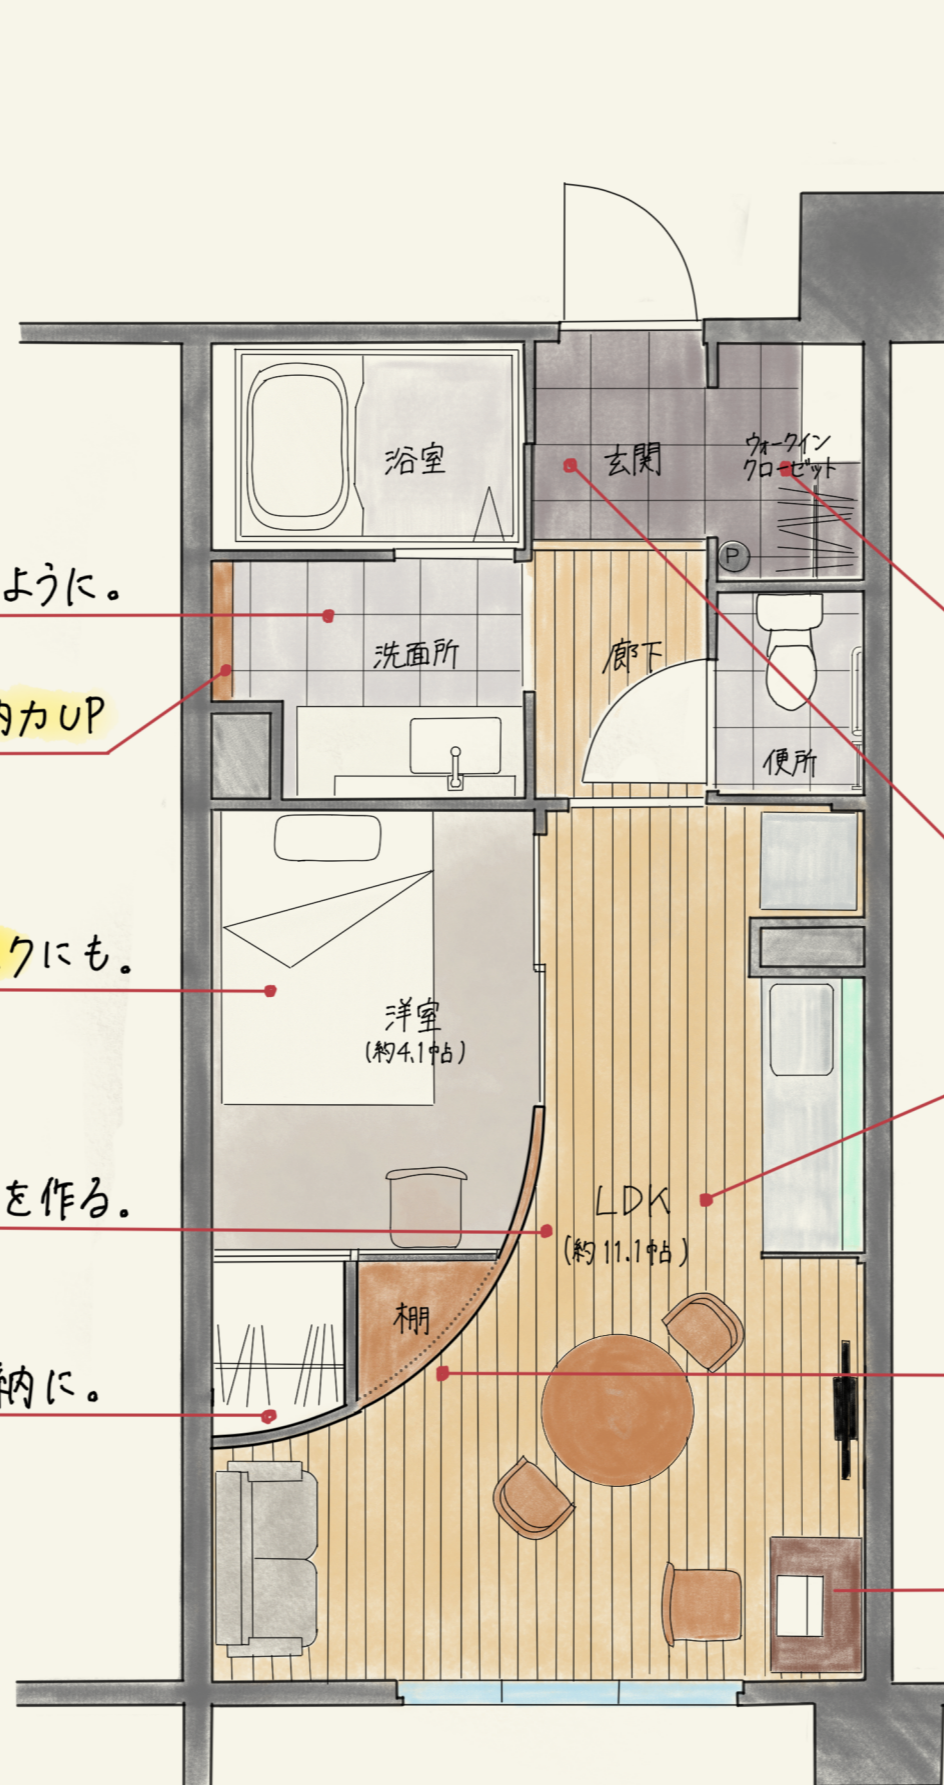 浴室
玄関
ウォークイン
クローゼット
P
ように。
洗面所
廊下
力UP
便所
クにも。
洋室
(約4.1帖)
を作る。
LDK
(約11.1帖)
棚
納に。